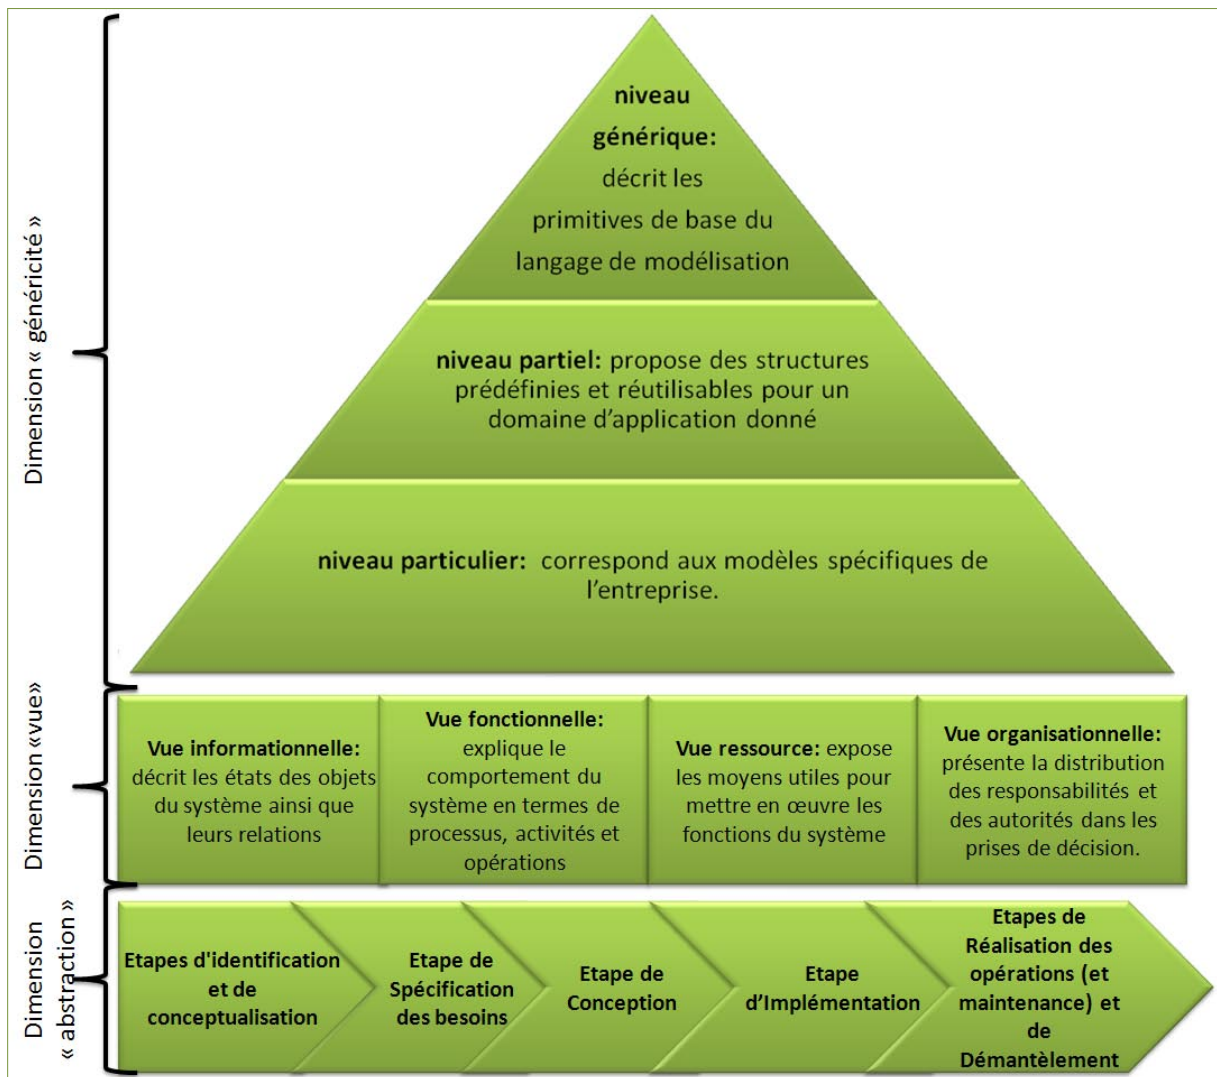 Dimension « généricité »
niveau
générique:
décrit les
primitives de base du
langage de modélisation
niveau partiel: propose des structures
prédéfinies et réutilisables pour un
domaine d’application donné
niveau particulier: correspond aux modèles spécifiques de
l’entreprise.
Dimension «vue»
Vue informationnelle:
décrit les états des objets
du système ainsi que
leurs relations
Vue fonctionnelle:
explique le
comportement du
système en termes de
processus, activités et
opérations
Vue ressource: expose
les moyens utiles pour
mettre en œuvre les
fonctions du système
Vue organisationnelle:
présente la distribution
des responsabilités et
des autorités dans les
prises de décision.
Dimension
« abstraction »
Etapes d'identification
et de
conceptualisation
Etape de
Spécification
des besoins
Etape de
Conception
Etape
d’Implémentation
Etapes de
Réalisation des
opérations (et
maintenance) et
de
Démantèlement